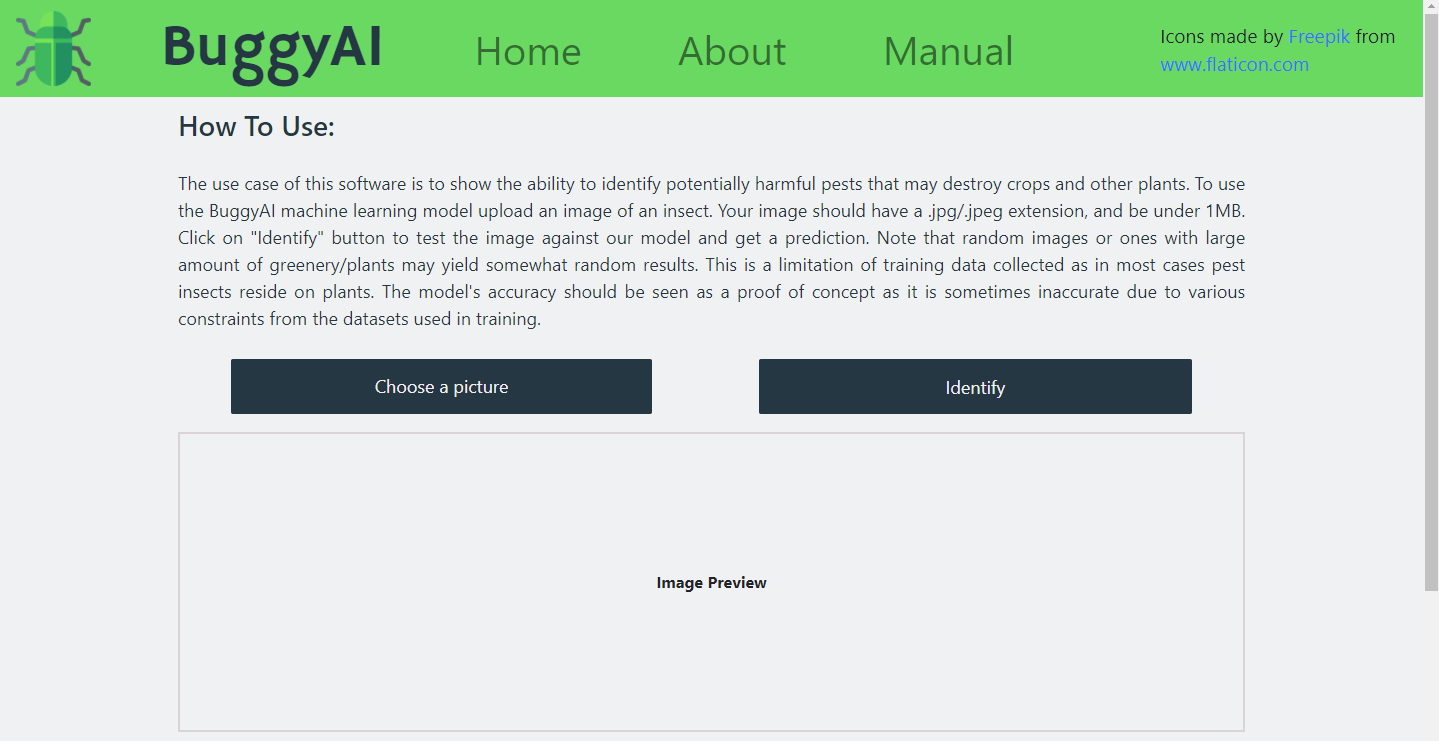 BuggyAI
Home
About
Manual
Icons made by Freepik from
www.flaticon.com
How To Use:
The use case of this software is to show the ability to identify potentially harmful pests that may destroy crops and other plants. To use
the BuggyAI machine learning model upload an image of an insect. Your image should have a .jpg/.jpeg extension, and be under 1MB.
Click on "Identify" button to test the image against our model and get a prediction. Note that random images or ones with large
amount of greenery/plants may yield somewhat random results. This is a limitation of training data collected as in most cases pest
insects reside on plants. The model's accuracy should be seen as a proof of concept as it is sometimes inaccurate due to various
constraints from the datasets used in training.
Choose a picture
Identify
Image Preview